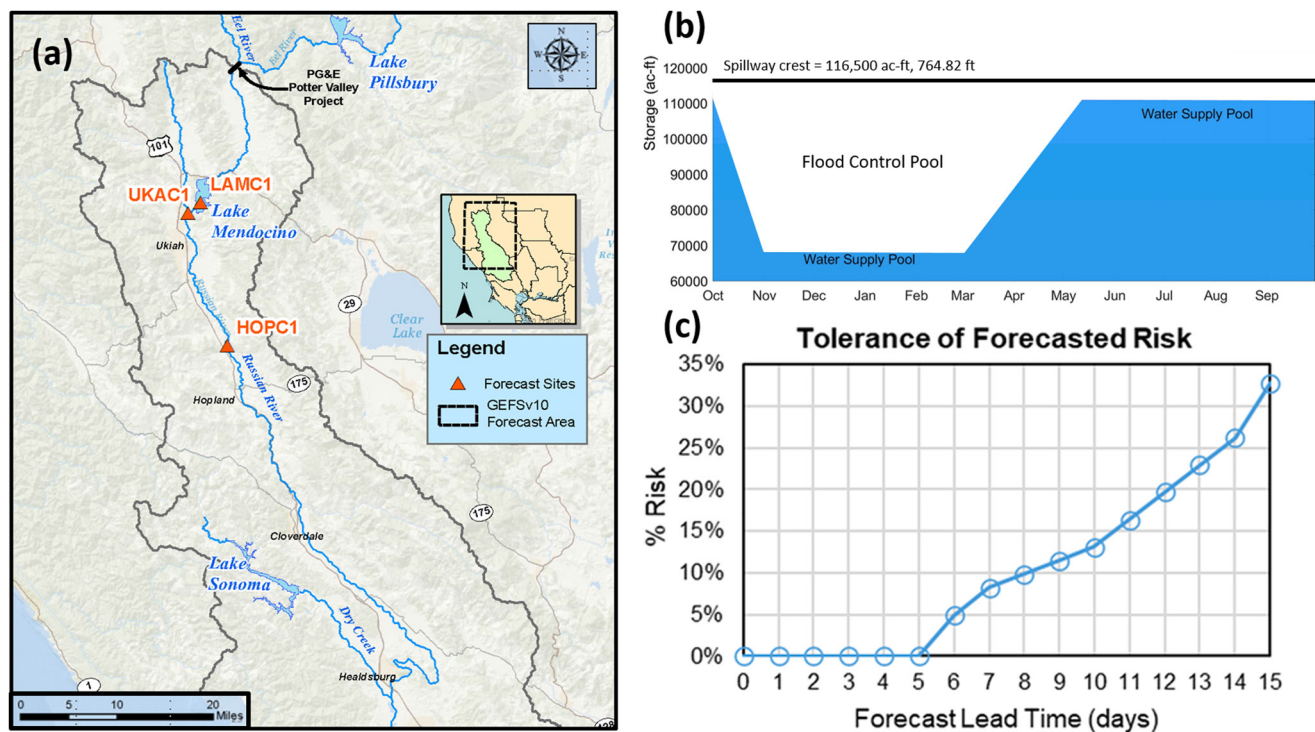 (a)
Eel River
Eel River
Lake
Pillsbury
N
W
E
S
PG&E
Potter Valley
Project
101
20
LAMC1
UKAC1
Lake
Mendocino
Ukiah
Russian River
29
Clear
Lake
N
HOPC1
Russian River
175
Hopland
Legend
Forecast Sites
GEFSv10
Forecast Area
175
Cloverdale
Lake
Sonoma
Dry Creek
Healdsburg
1
128
0 5 10 20
Miles
(b)
Spillway crest = 116,500 ac-ft, 764.82 ft
Storage (ac-ft)
120000
110000
100000
90000
80000
70000
60000
Water Supply Pool
Flood Control Pool
Water Supply Pool
Oct Nov Dec Jan Feb Mar Apr May Jun Jul Aug Sep
(c)
Tolerance of Forecasted Risk
% Risk
35%
30%
25%
20%
15%
10%
5%
0%
0 1 2 3 4 5 6 7 8 9 10 11 12 13 14 15
Forecast Lead Time (days)